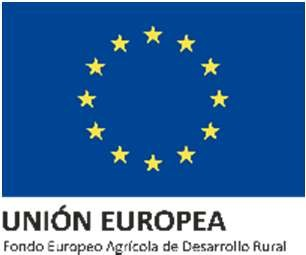 UNIÓN EUROPEA
Fondo Europeo Agrícola de Desarrollo Rural